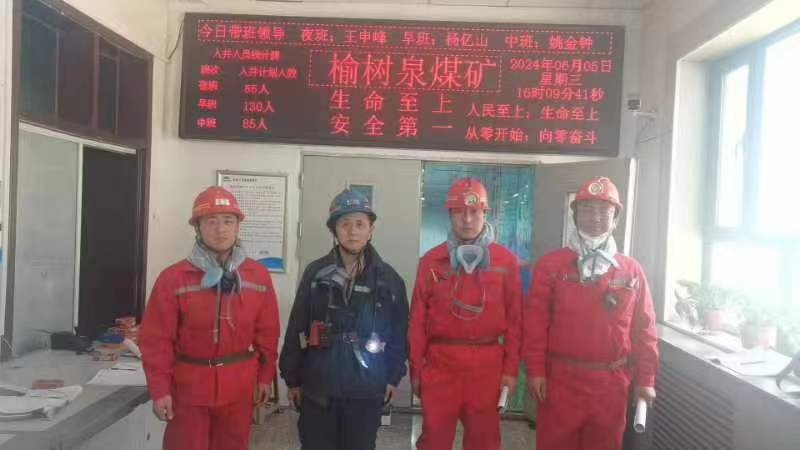 今日带班领导 夜班：王申峰 早班：杨亿山 中班：姚金钟
入井人员统计牌
班次 入井计划人数
夜班 85人
早班 130人
中班 85人
榆树泉煤矿
生命至上
安全第一
2024年06月05日
星期三
16时09分41秒
人民至上；生命至上
从零开始；向零奋斗